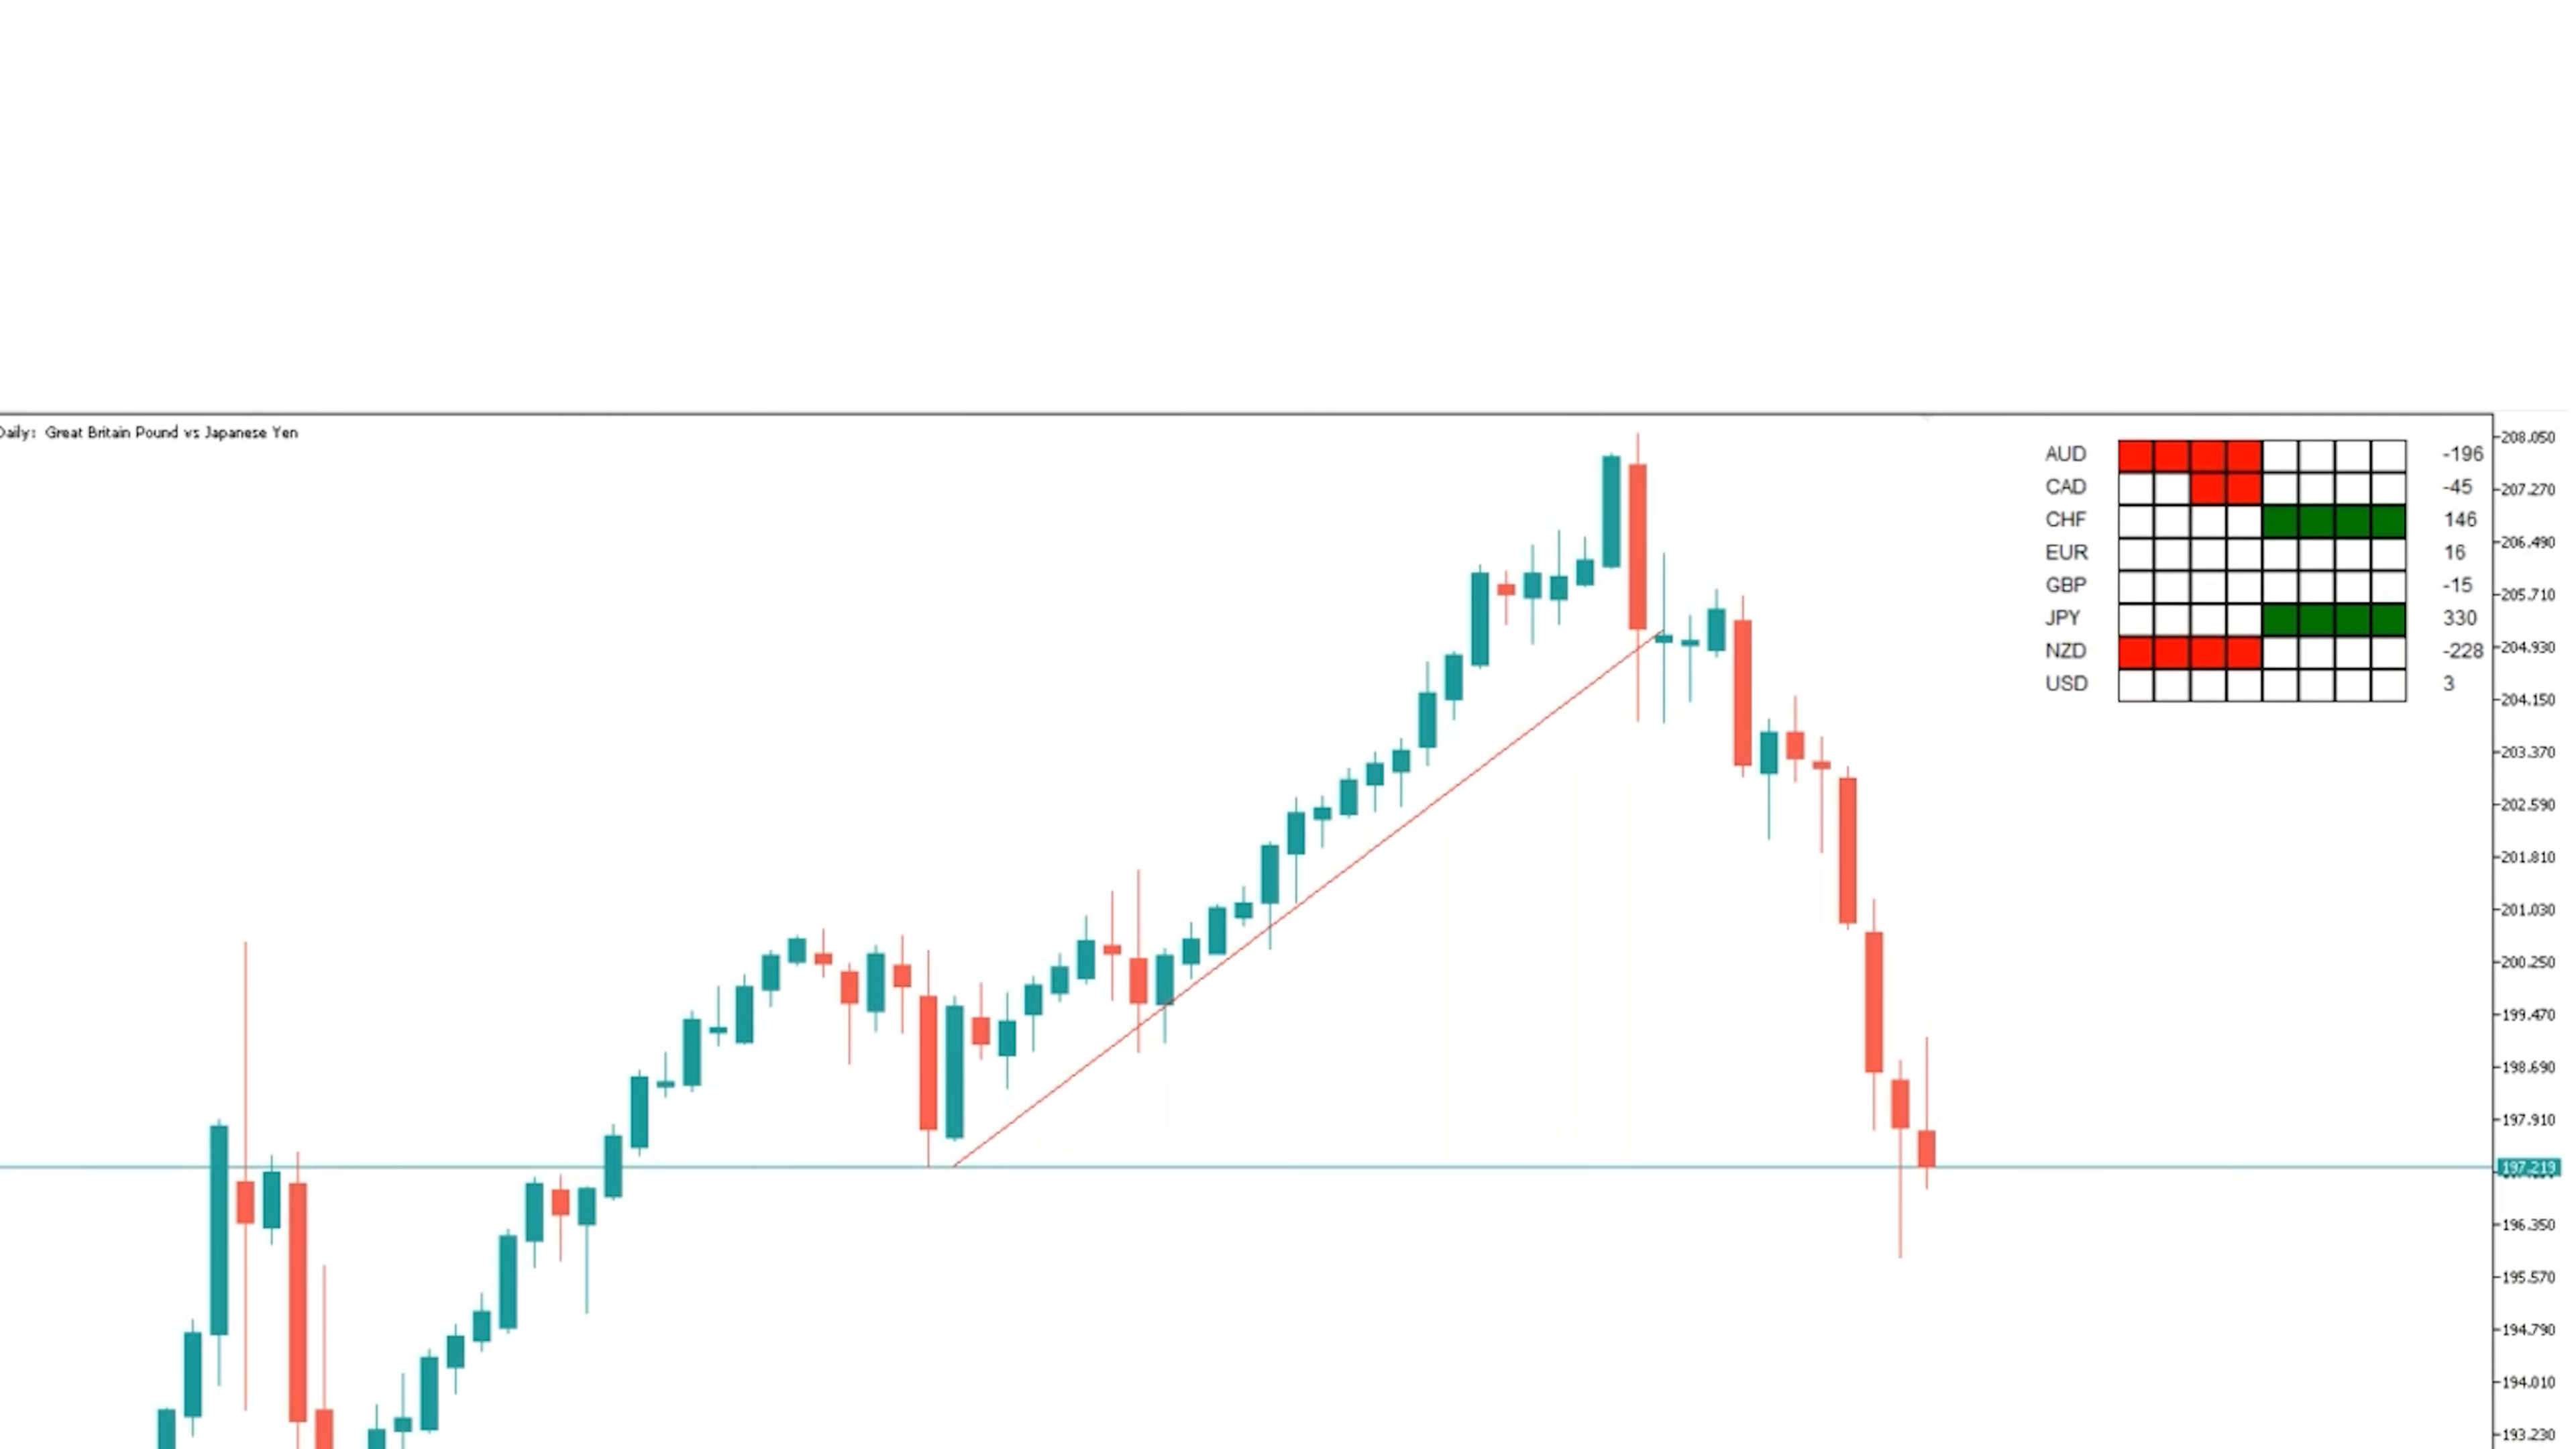 Daily: Great Britain Pound vs Japanese Yen
AUD -196
CAD -45
CHF 146
EUR 16
GBP -15
JPY 330
NZD -228
USD 3
208.050
207.270
206.490
205.710
204.930
204.150
203.370
202.590
201.810
201.030
200.250
199.470
198.690
197.910
197.219
196.350
195.570
194.790
194.010
193.230